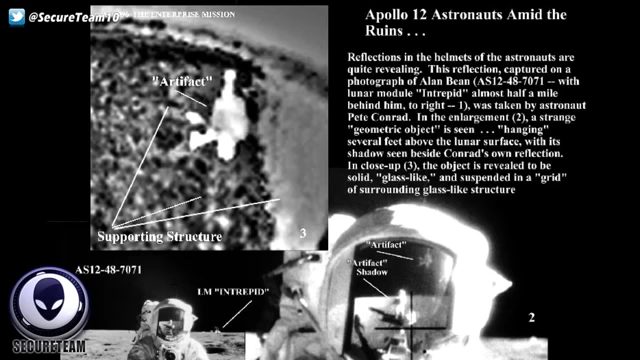 @SecureTeam10
THE ENTERPRISE MISSION
Apollo 12 Astronauts Amid the
Ruins . . .
Reflections in the helmets of the astronauts are
quite revealing. This reflection, captured on a
photograph of Alan Bean (AS12-48-7071 -- with
lunar module "Intrepid" almost half a mile
behind him, to right -- 1), was taken by astronaut
Pete Conrad. In the enlargement (2), a strange
"geometric object" is seen . . . "hanging"
several feet above the lunar surface, with its
shadow seen beside Conrad's own reflection.
In close-up (3), the object is revealed to be
solid, "glass-like," and suspended in a "grid"
of surrounding glass-like structure
"Artifact"
Supporting Structure
3
AS12-48-7071
LM "INTREPID"
"Artifact"
"Artifact"
Shadow
2
SECURETEAM